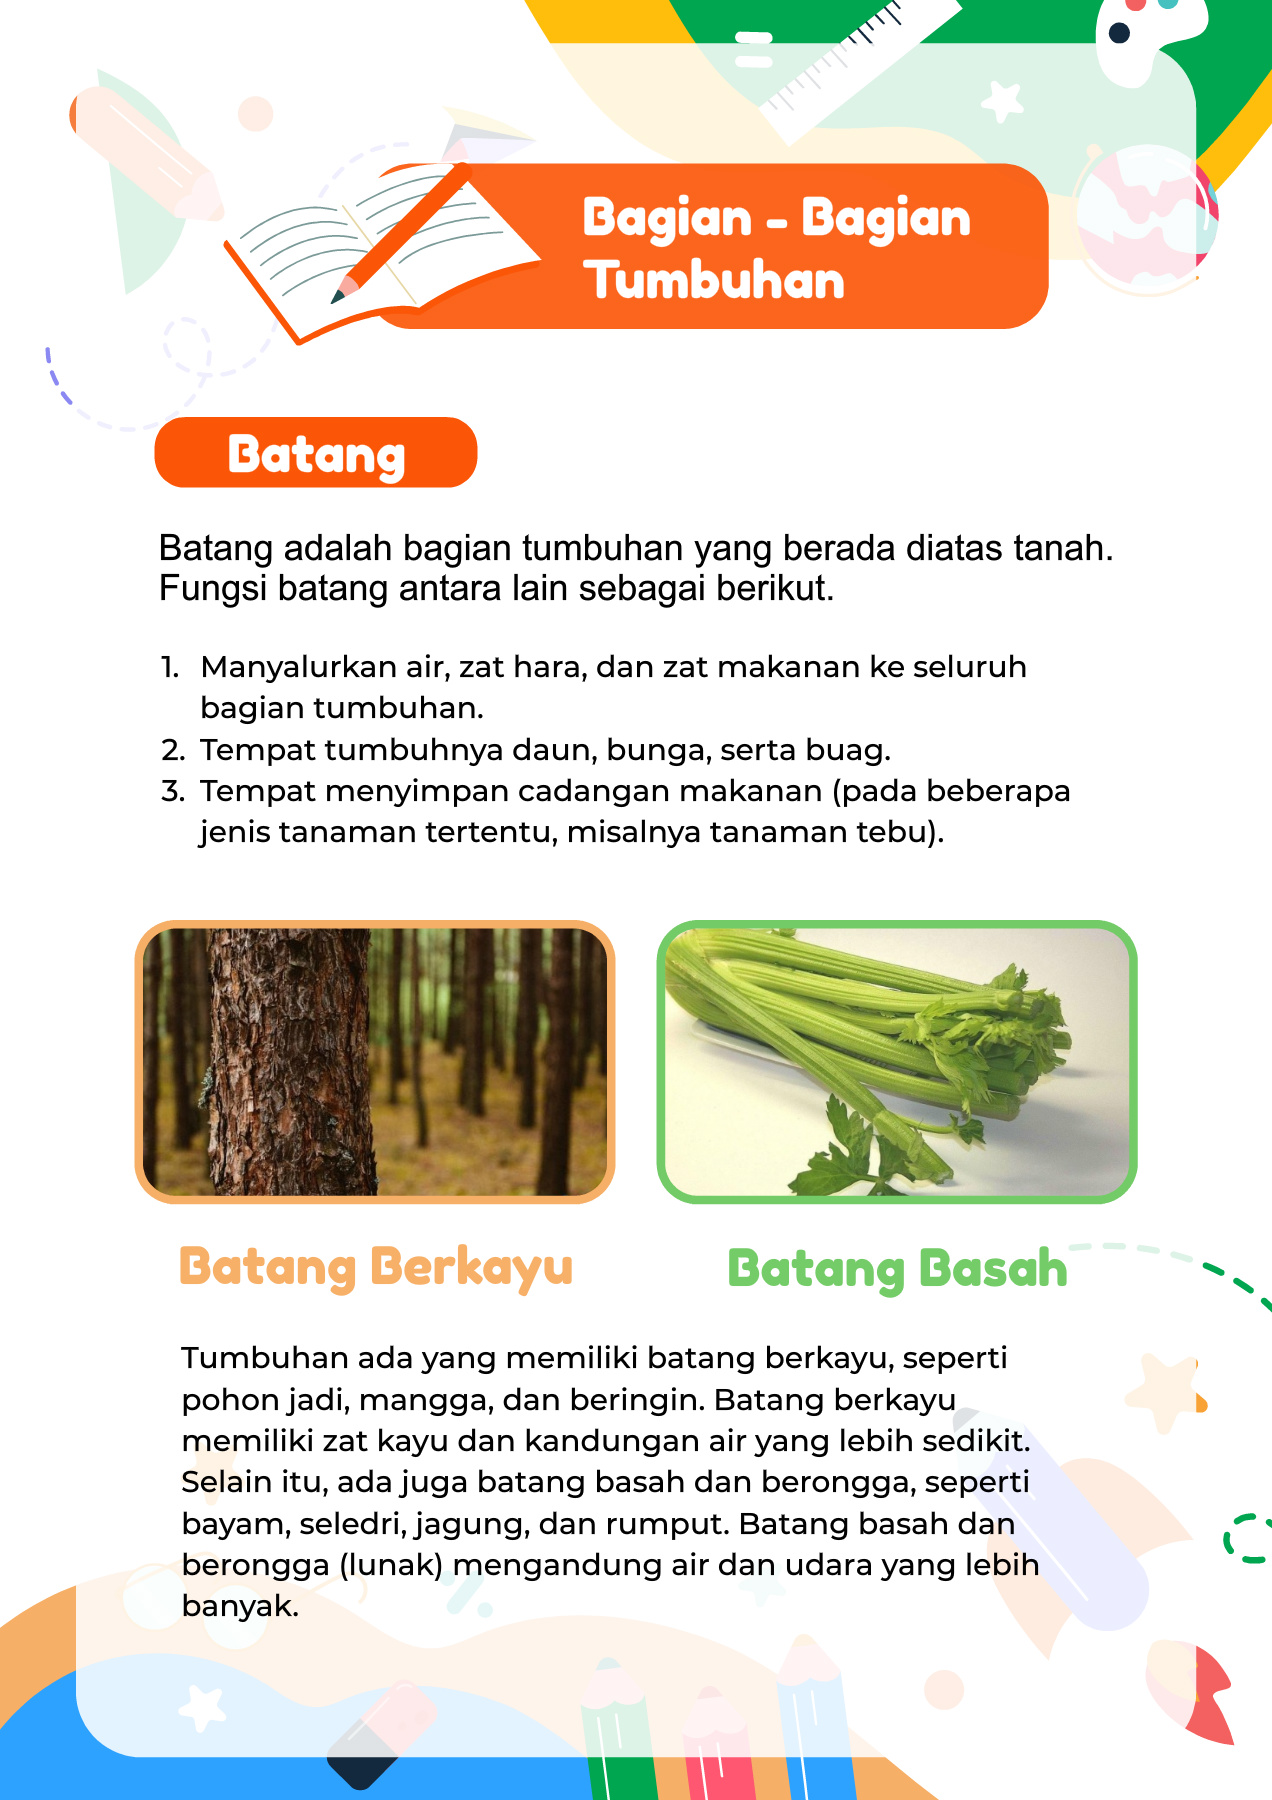 Bagian - Bagian
Tumbuhan
Batang
Batang adalah bagian tumbuhan yang berada diatas tanah.
Fungsi batang antara lain sebagai berikut.
1. Manyalurkan air, zat hara, dan zat makanan ke seluruh
bagian tumbuhan.
2. Tempat tumbuhnya daun, bunga, serta buag.
3. Tempat menyimpan cadangan makanan (pada beberapa
jenis tanaman tertentu, misalnya tanaman tebu).
Batang Berkayu
Batang Basah
Tumbuhan ada yang memiliki batang berkayu, seperti
pohon jadi, mangga, dan beringin. Batang berkayu
memiliki zat kayu dan kandungan air yang lebih sedikit.
Selain itu, ada juga batang basah dan berongga, seperti
bayam, seledri, jagung, dan rumput. Batang basah dan
berongga (lunak) mengandung air dan udara yang lebih
banyak.